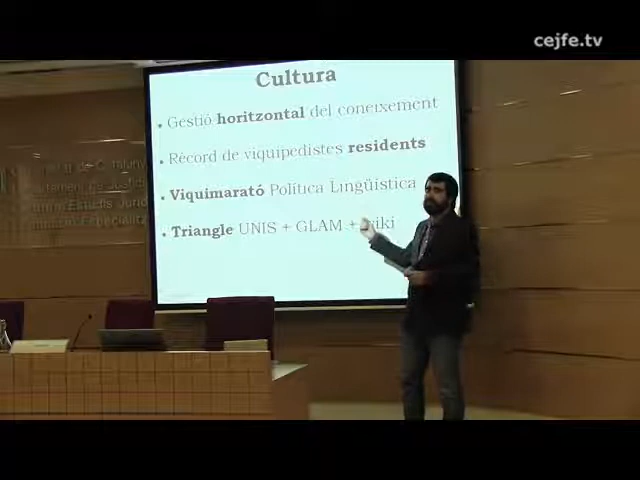 cejfe.tv
Cultura
• Gestió horitzontal del coneixement
• Rècord de viquipedistes residents
• Viquimarató Política Lingüística
• Triangle UNIS + GLAM + wiki